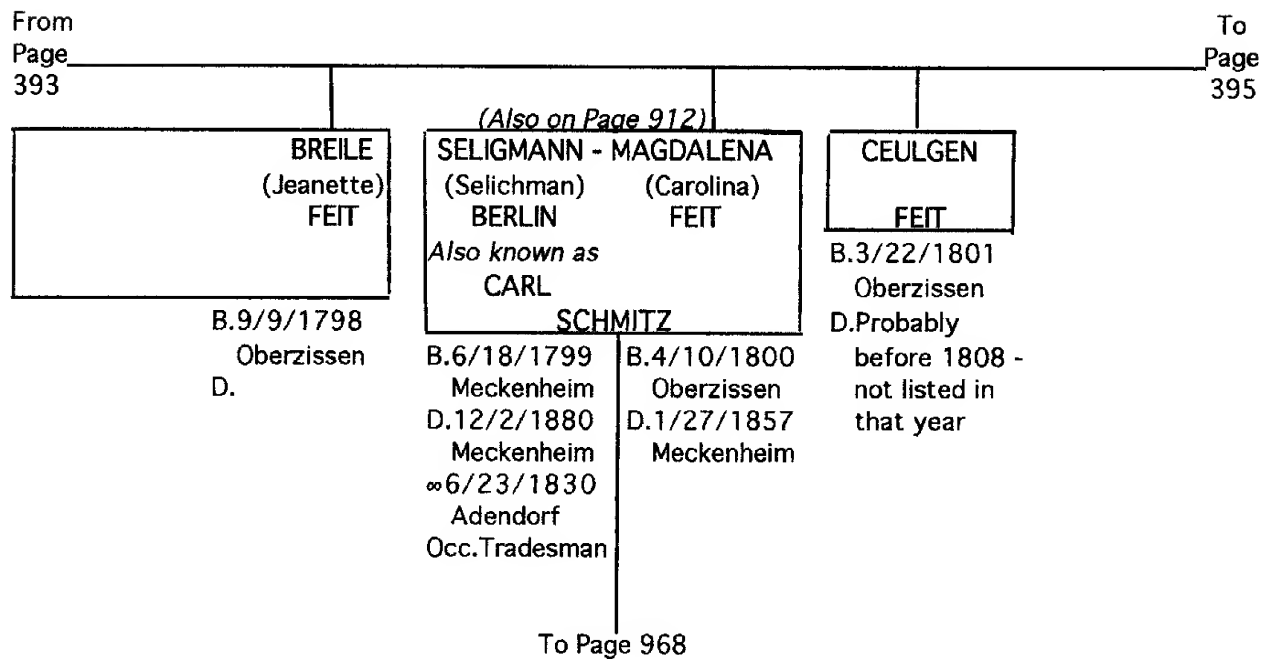 From
Page
393
To
Page
395
BREILE
(Jeanette)
FEIT
B.9/9/1798
Oberzissen
D.
(Also on Page 912)
SELIGMANN - MAGDALENA
(Selichman) (Carolina)
BERLIN FEIT
Also known as
CARL
SCHMITZ
B.6/18/1799
Meckenheim
D.12/2/1880
Meckenheim
∞6/23/1830
Adendorf
Occ.Tradesman
B.4/10/1800
Oberzissen
D.1/27/1857
Meckenheim
CEULGEN
FEIT
B.3/22/1801
Oberzissen
D.Probably
before 1808 -
not listed in
that year
To Page 968